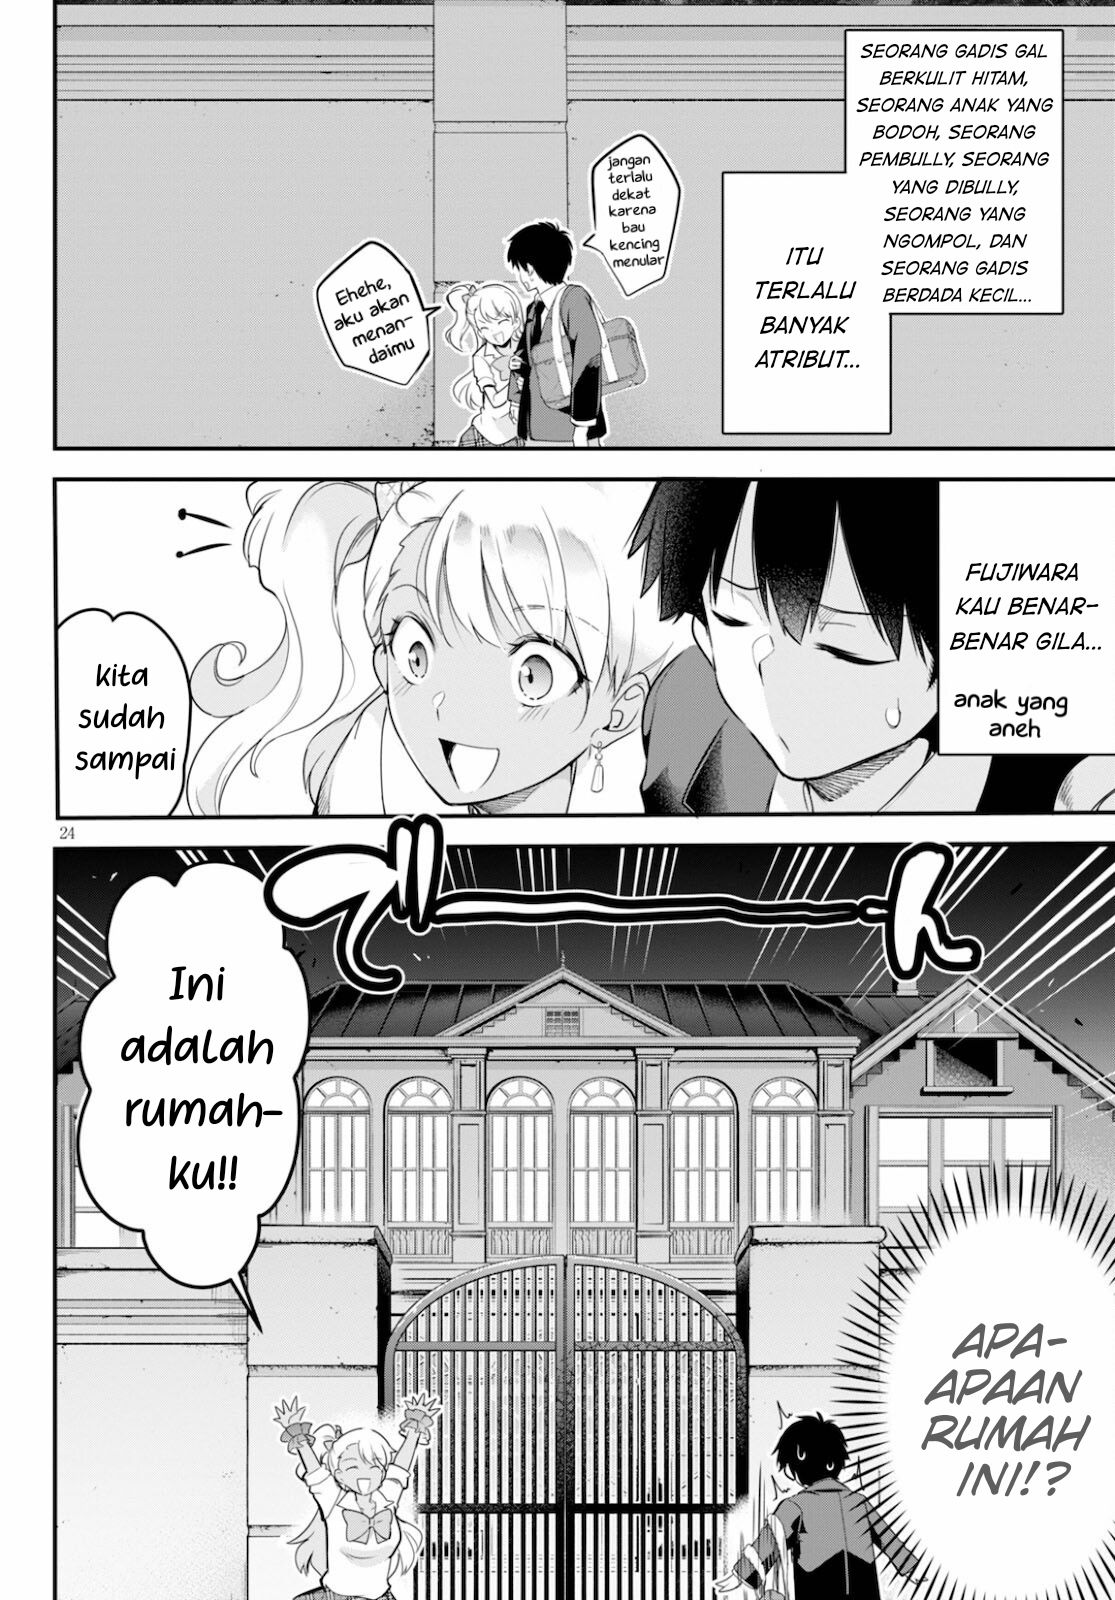 SEORANG GADIS GAL
BERKULIT HITAM,
SEORANG ANAK YANG
BODOH, SEORANG
PEMBULLY, SEORANG
YANG DIBULLY,
SEORANG YANG
NGOMPOL, DAN
SEORANG GADIS
BERDADA KECIL...
ITU
TERLALU
BANYAK
ATRIBUT...
jangan
terlalu
dekat
karena
bau
kencing
menular
Ehehe,
aku akan
menan-
daimu
FUJIWARA
KAU BENAR-
BENAR GILA...
anak yang
aneh
kita
sudah
sampai
24
でーーん
Ini
adalah
rumah-
ku!!
APA-
APAAN
RUMAH
INI!?